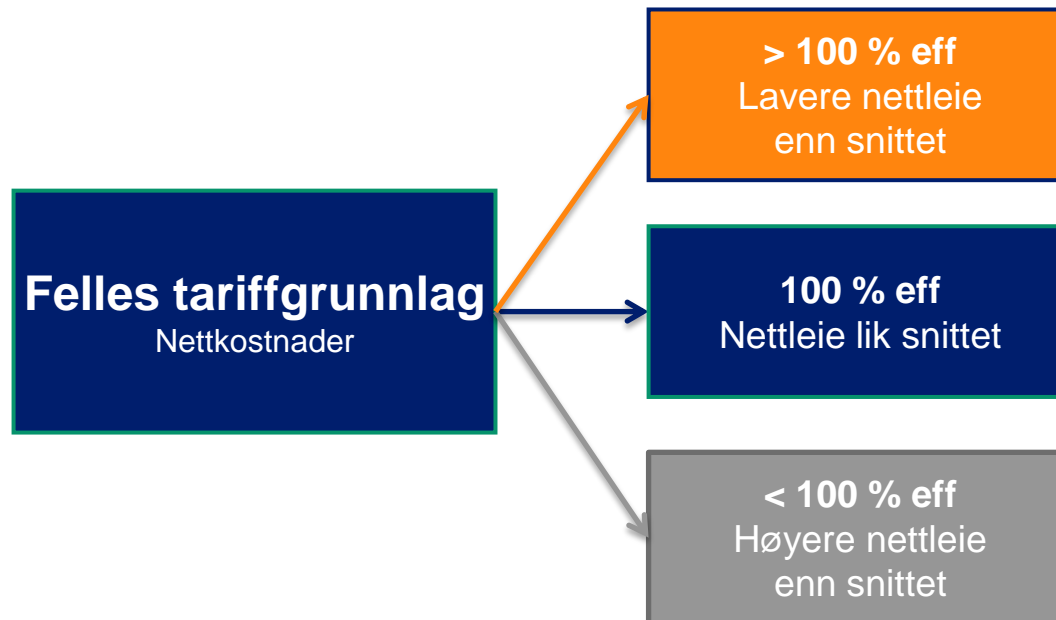 > 100 % eff
Lavere nettleie
enn snittet
Felles tariffgrunnlag
Nettkostnader
100 % eff
Nettleie lik snittet
< 100 % eff
Høyere nettleie
enn snittet